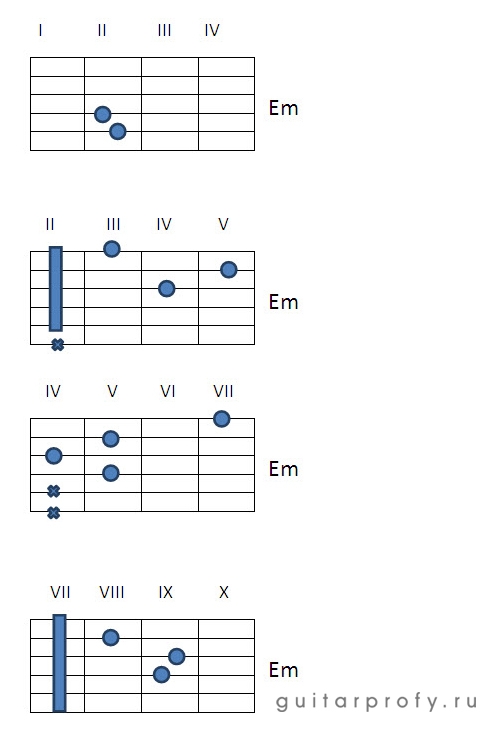 I II III IV
Em
II III IV V
Em
IV V VI VII
Em
VII VIII IX X
Em
guitarprofy.ru